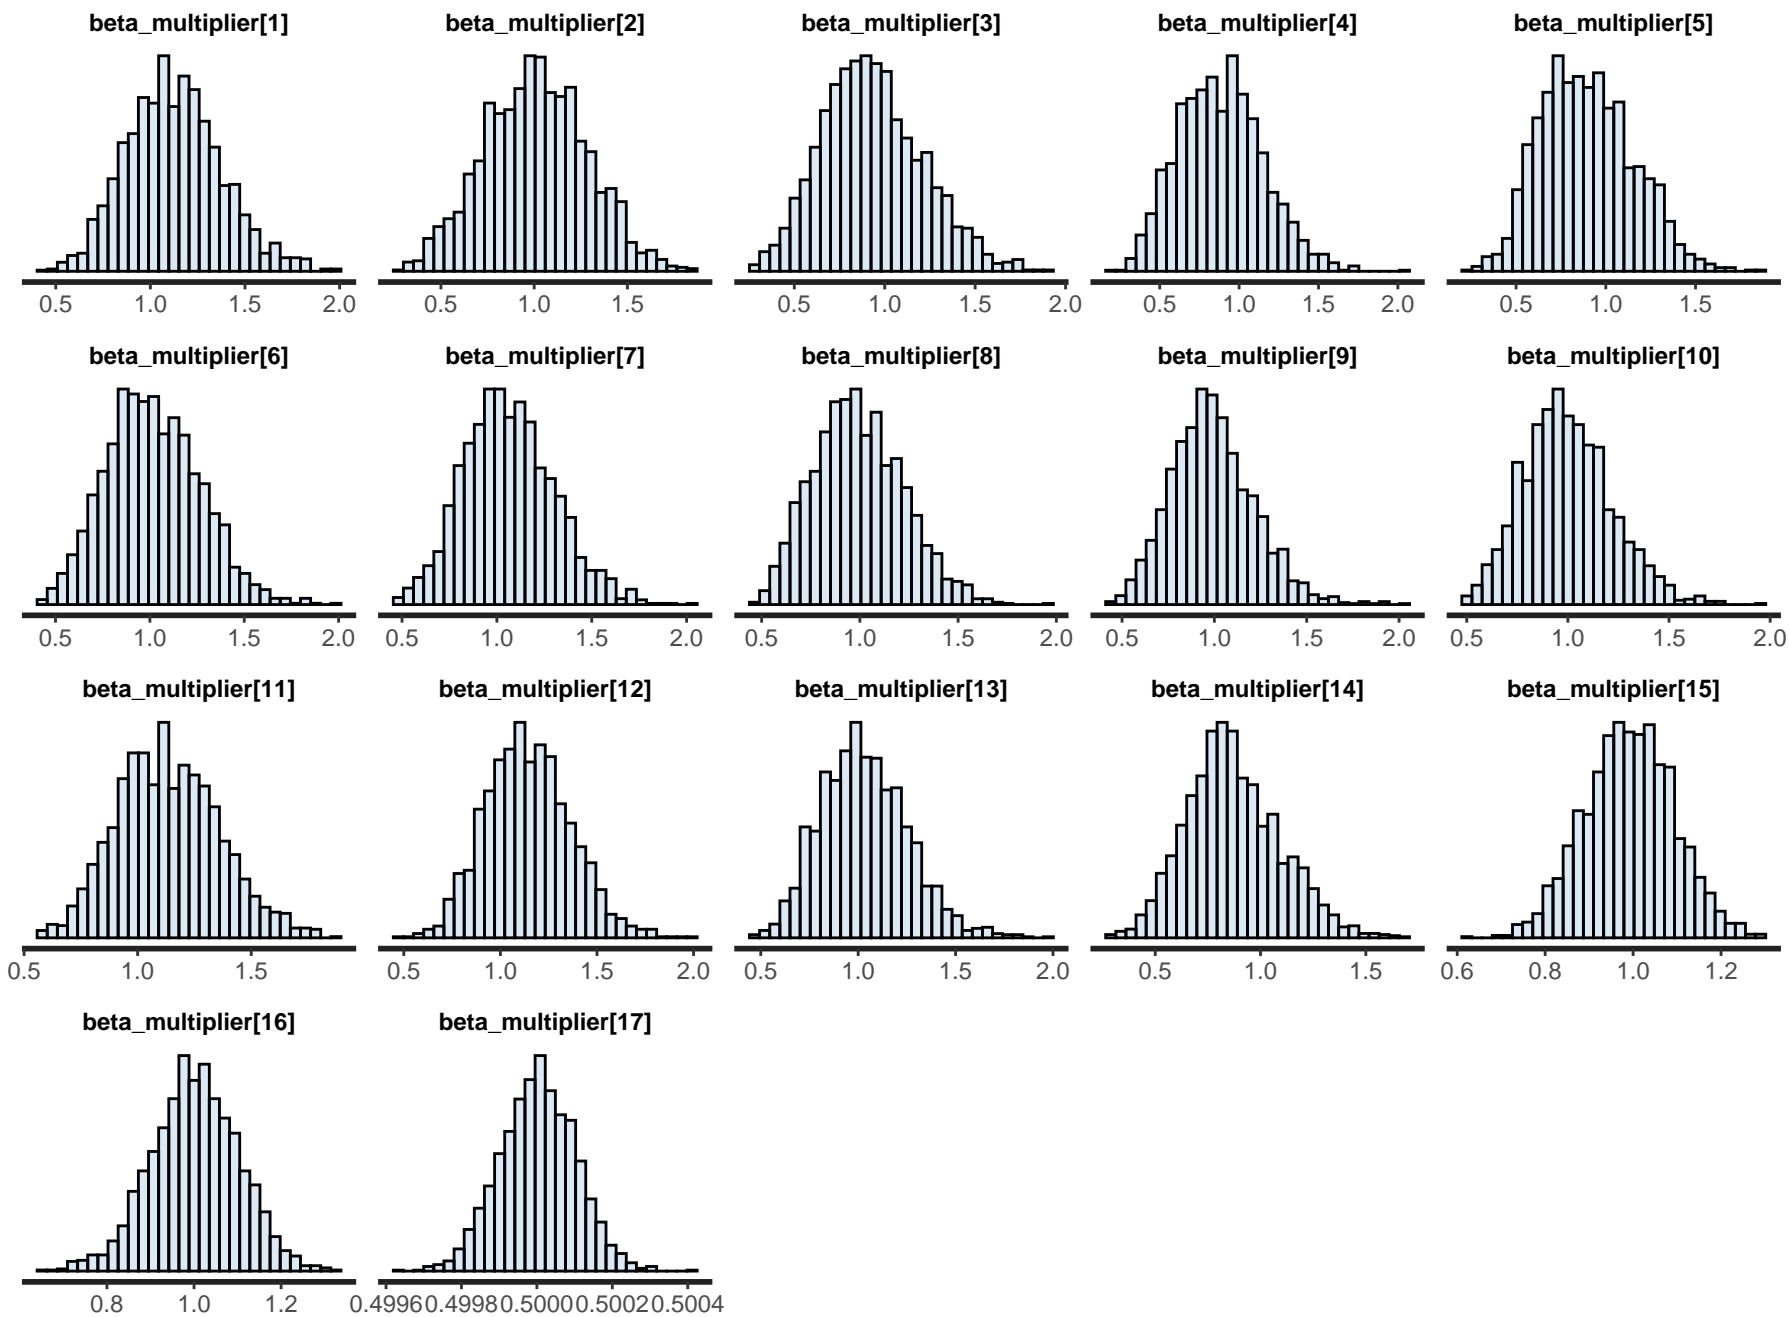 beta_multiplier[1] beta_multiplier[2] beta_multiplier[3] beta_multiplier[4] beta_multiplier[5]
0.5 1.0 1.5 2.0 0.5 1.0 1.5 0.5 1.0 1.5 2.0 0.5 1.0 1.5 2.0 0.5 1.0 1.5
beta_multiplier[6] beta_multiplier[7] beta_multiplier[8] beta_multiplier[9] beta_multiplier[10]
0.5 1.0 1.5 2.0 0.5 1.0 1.5 2.0 0.5 1.0 1.5 2.0 0.5 1.0 1.5 2.0 0.5 1.0 1.5 2.0
beta_multiplier[11] beta_multiplier[12] beta_multiplier[13] beta_multiplier[14] beta_multiplier[15]
0.5 1.0 1.5 0.5 1.0 1.5 2.0 0.5 1.0 1.5 2.0 0.5 1.0 1.5 0.6 0.8 1.0 1.2
beta_multiplier[16] beta_multiplier[17]
0.8 1.0 1.2 0.4996 0.4998 0.5000 0.5002 0.5004